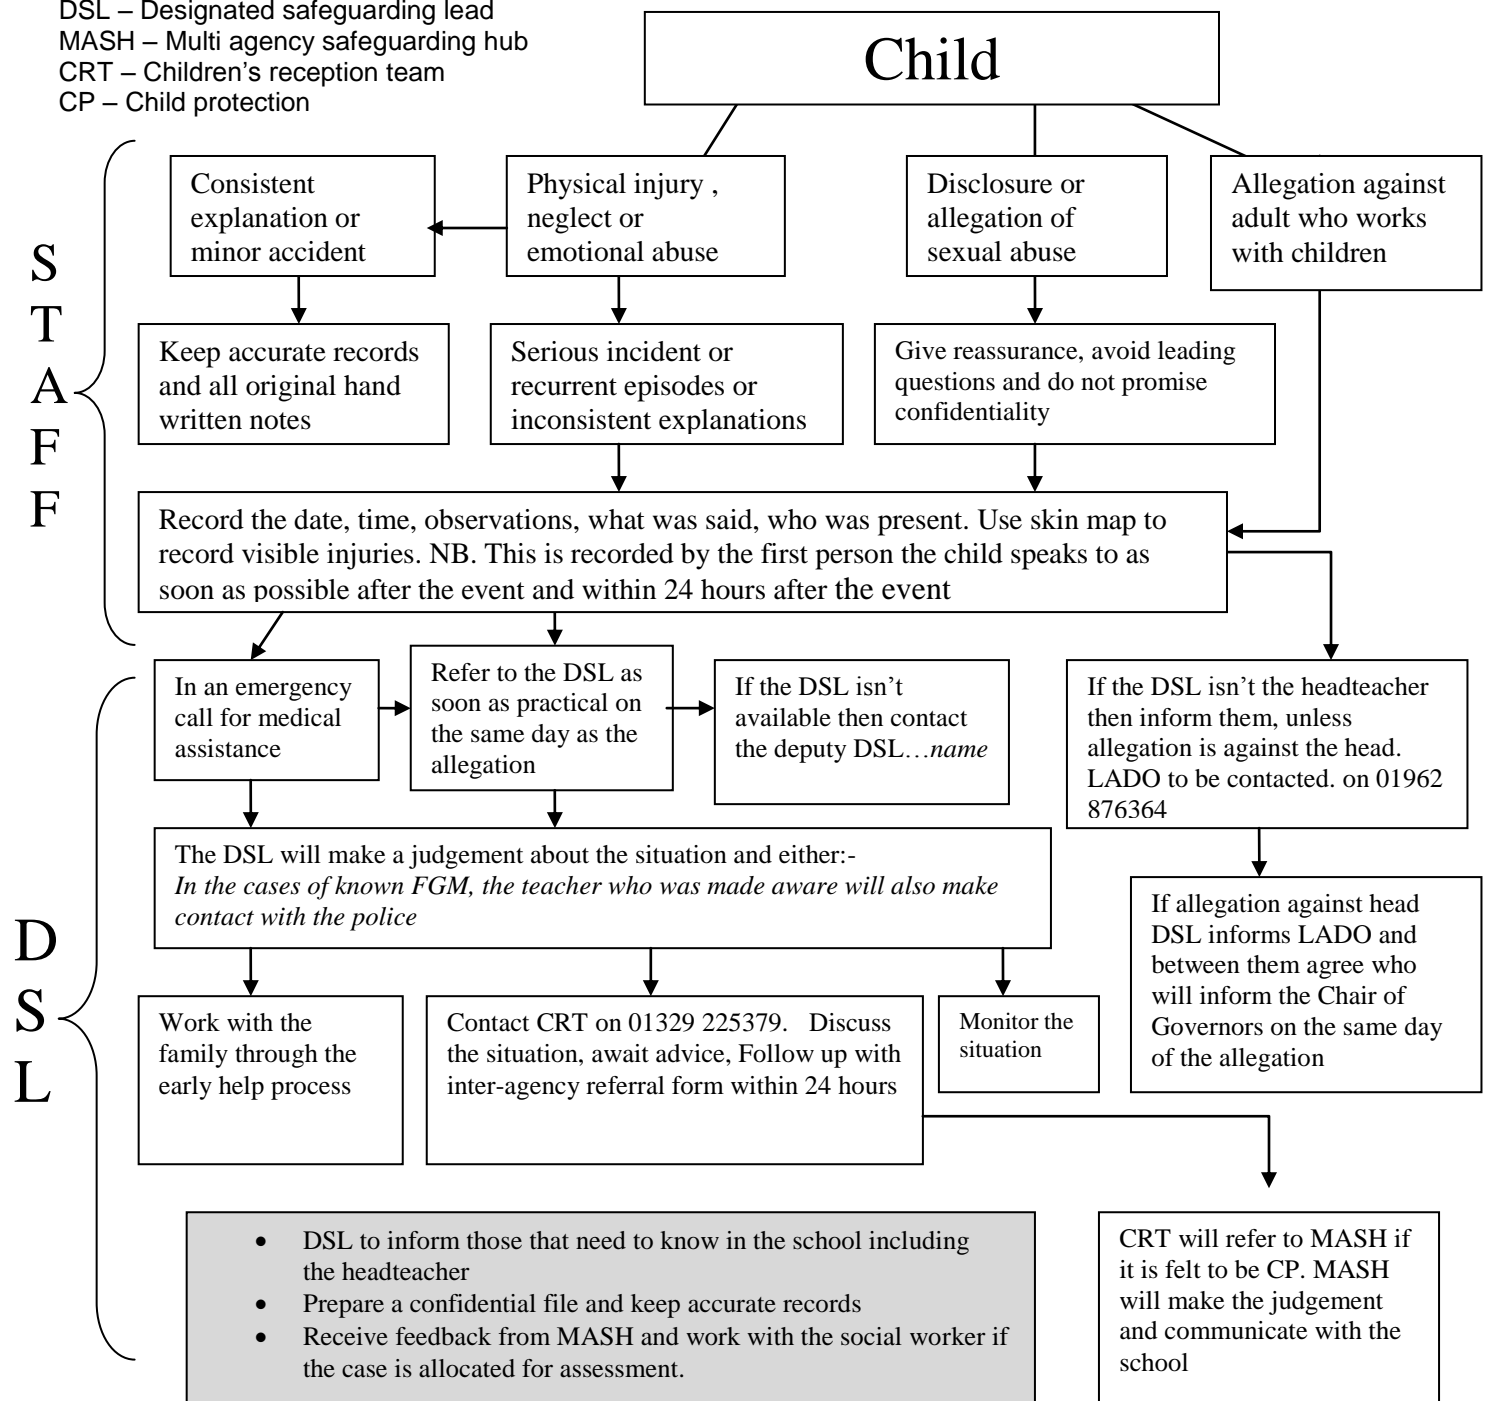 DSL – Designated safeguarding lead
MASH – Multi agency safeguarding hub
CRT – Children's reception team
CP – Child protection
Child
S
T
A
F
F
Consistent
explanation or
minor accident
Physical injury ,
neglect or
emotional abuse
Disclosure or
allegation of
sexual abuse
Allegation against
adult who works
with children
Keep accurate records
and all original hand
written notes
Serious incident or
recurrent episodes or
inconsistent explanations
Give reassurance, avoid leading
questions and do not promise
confidentiality
Record the date, time, observations, what was said, who was present. Use skin map to
record visible injuries. NB. This is recorded by the first person the child speaks to as
soon as possible after the event and within 24 hours after the event
D
S
L
In an emergency
call for medical
assistance
Refer to the DSL as
soon as practical on
the same day as the
allegation
If the DSL isn't
available then contact
the deputy DSL…name
If the DSL isn't the headteacher
then inform them, unless
allegation is against the head.
LADO to be contacted. on 01962
876364
The DSL will make a judgement about the situation and either:-
In the cases of known FGM, the teacher who was made aware will also make
contact with the police
If allegation against head
DSL informs LADO and
between them agree who
will inform the Chair of
Governors on the same day
of the allegation
Work with the
family through the
early help process
Contact CRT on 01329 225379. Discuss
the situation, await advice, Follow up with
inter-agency referral form within 24 hours
Monitor the
situation
• DSL to inform those that need to know in the school including
the headteacher
• Prepare a confidential file and keep accurate records
• Receive feedback from MASH and work with the social worker if
the case is allocated for assessment.
CRT will refer to MASH if
it is felt to be CP. MASH
will make the judgement
and communicate with the
school